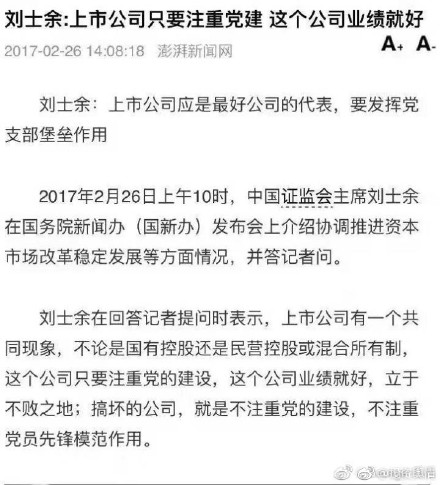 刘士余:上市公司只要注重党建 这个公司业绩就好
2017-02-26 14:08:18 澎湃新闻网
A+ A-
刘士余：上市公司应是最好公司的代表，要发挥党
支部堡垒作用
2017年2月26日上午10时，中国证监会主席刘士余
在国务院新闻办（国新办）发布会上介绍协调推进资本
市场改革稳定发展等方面情况，并答记者问。
刘士余在回答记者提问时表示，上市公司有一个共
同现象，不论是国有控股还是民营控股或混合所有制，
这个公司只要注重党的建设，这个公司业绩就好，立于
不败之地；搞坏的公司，就是不注重党的建设，不注重
党员先锋模范作用。